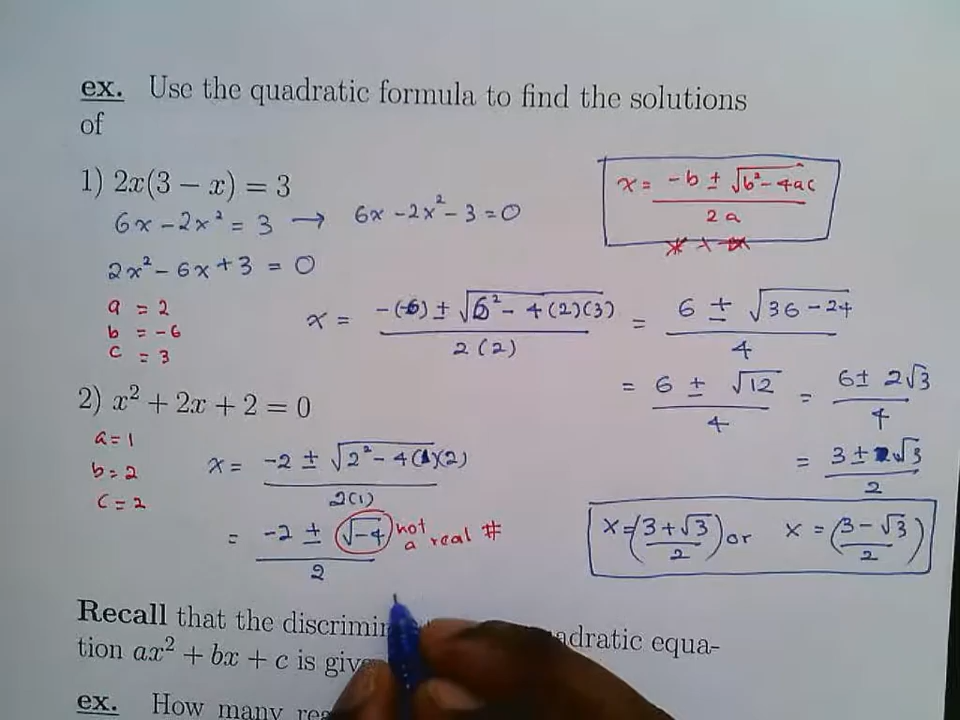 ex. Use the quadratic formula to find the solutions
of
1) 2x(3 − x) = 3
6x − 2x² = 3 → 6x − 2x² − 3 = 0
x = (-b ± √(b² − 4ac)) / 2a
2x² − 6x + 3 = 0
a = 2
b = -6
c = 3
x = (-(-6) ± √(6² − 4(2)(3))) / 2(2) = (6 ± √(36 − 24)) / 4
= (6 ± √12) / 4 = (6 ± 2√3) / 4
= (3 ± √3) / 2
x = (3 + √3 / 2) or x = (3 − √3 / 2)
2) x² + 2x + 2 = 0
a = 1
b = 2
c = 2
x = (-2 ± √(2² − 4(1)(2))) / 2(1)
= (-2 ± √-4) / 2 not a real #
Recall that the quadratic equa-
tion ax² + bx + c is
ex. How many